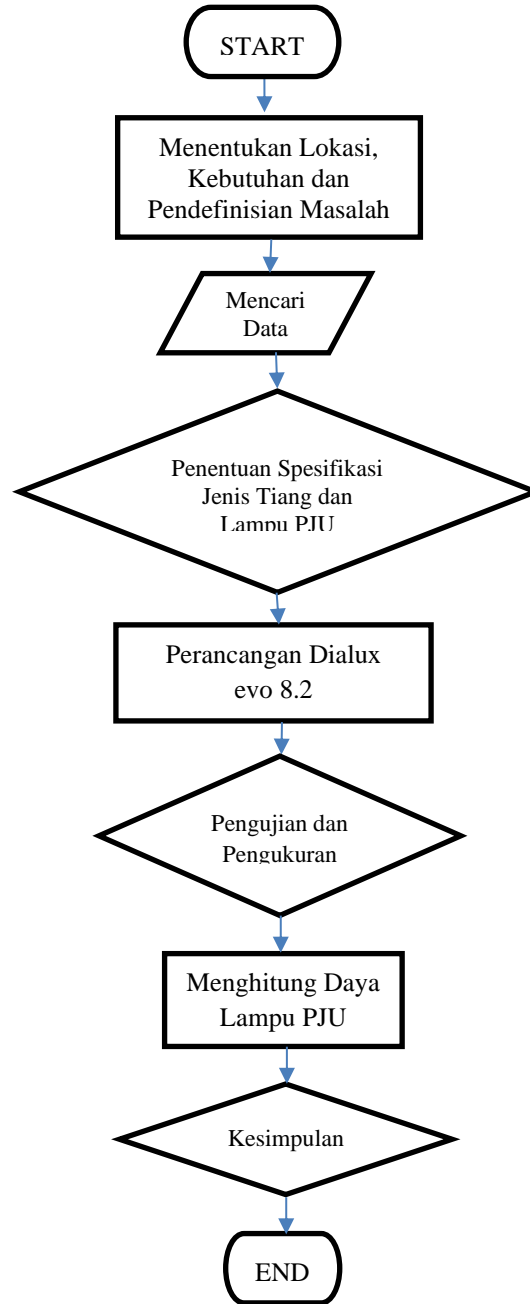 START
Menentukan Lokasi,
Kebutuhan dan
Pendefinisian Masalah
Mencari
Data
Penentuan Spesifikasi
Jenis Tiang dan
Lampu PJU
Perancangan Dialux
evo 8.2
Pengujian dan
Pengukuran
Menghitung Daya
Lampu PJU
Kesimpulan
END